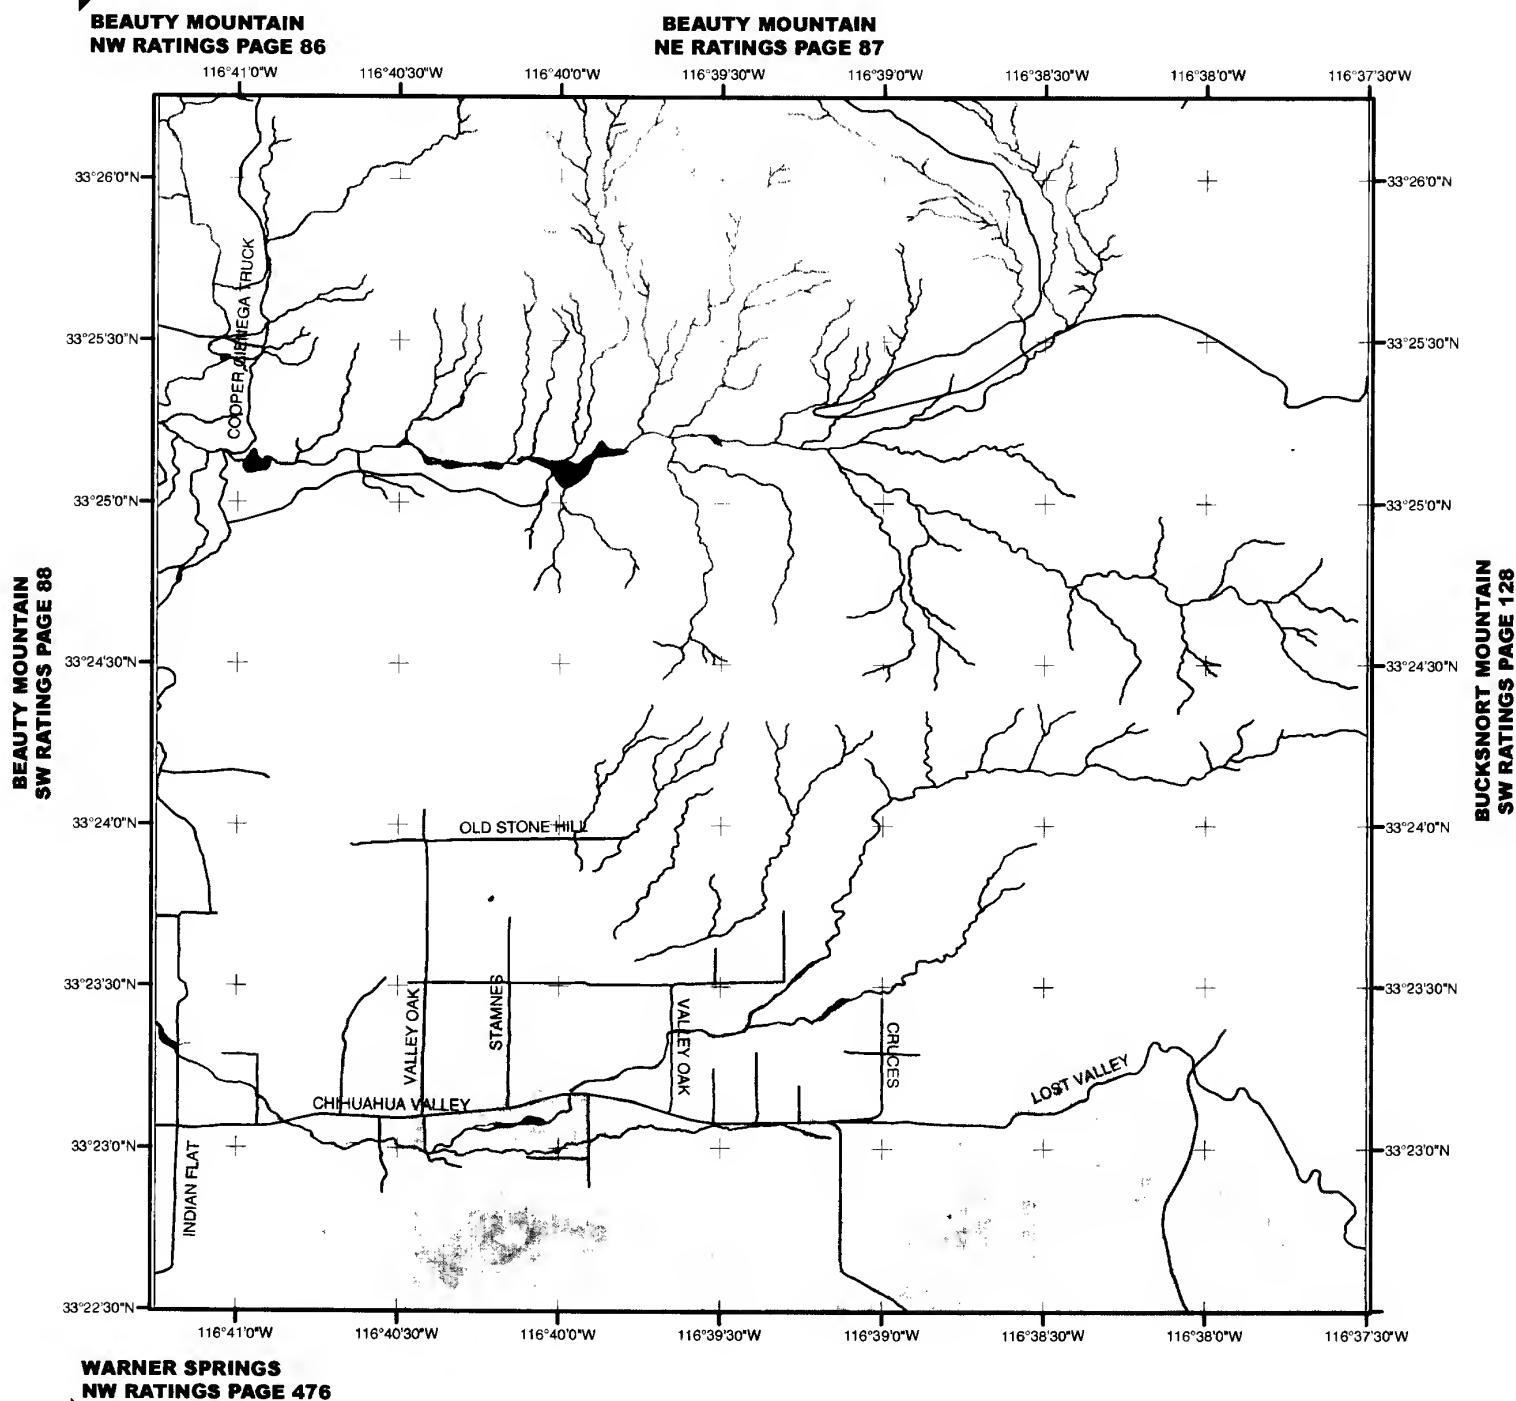 BEAUTY MOUNTAIN
NW RATINGS PAGE 86
BEAUTY MOUNTAIN
NE RATINGS PAGE 87
116°41'0"W 116°40'30"W 116°40'0"W 116°39'30"W 116°39'0"W 116°38'30"W 116°38'0"W 116°37'30"W
33°26'0"N 33°26'0"N
COOPER CIENEGA TRUCK
33°25'30"N 33°25'30"N
33°25'0"N 33°25'0"N
BEAUTY MOUNTAIN
SW RATINGS PAGE 88
BUCKSNORT MOUNTAIN
SW RATINGS PAGE 128
33°24'30"N 33°24'30"N
33°24'0"N 33°24'0"N
OLD STONE HILL
33°23'30"N 33°23'30"N
VALLEY OAK
STAMNES
VALLEY OAK
CRUCES
LOST VALLEY
CHIHUAHUA VALLEY
33°23'0"N 33°23'0"N
INDIAN FLAT
33°22'30"N
116°41'0"W 116°40'30"W 116°40'0"W 116°39'30"W 116°39'0"W 116°38'30"W 116°38'0"W 116°37'30"W
WARNER SPRINGS
NW RATINGS PAGE 476